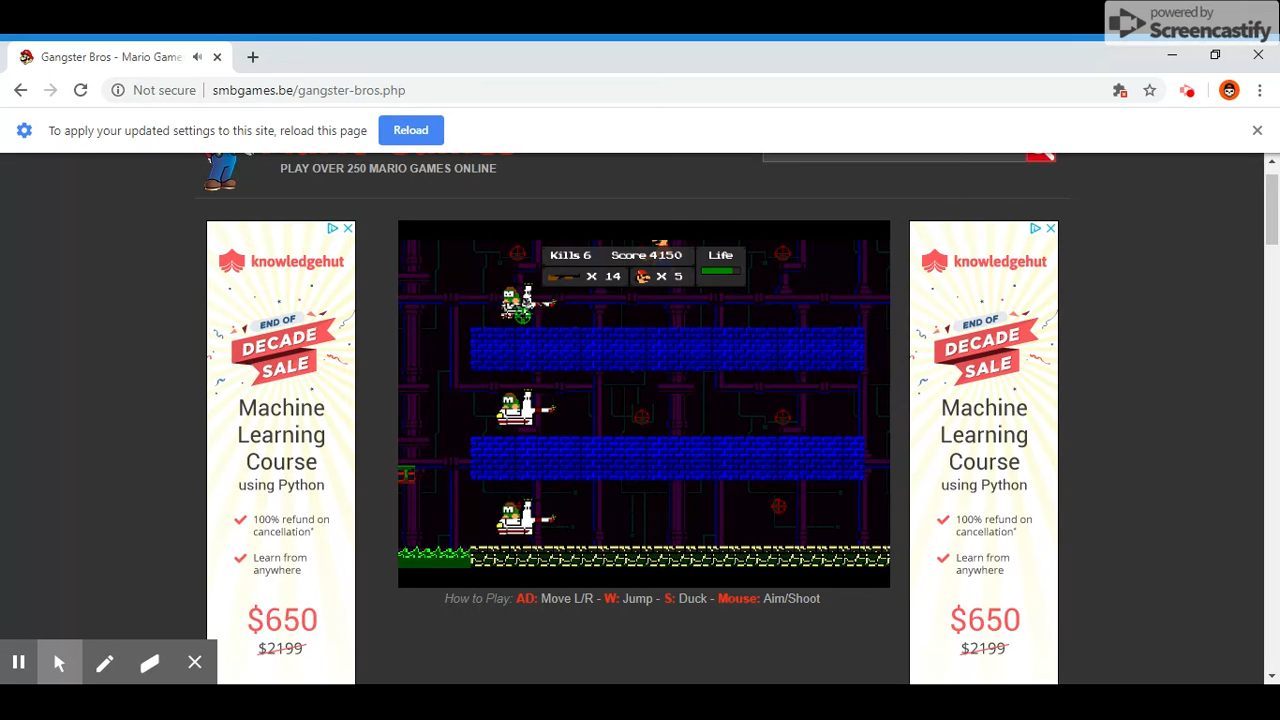 powered by
Screencastify
Gangster Bros - Mario Game
Not secure
smbgames.be/gangster-bros.php
To apply your updated settings to this site, reload this page
Reload
PLAY OVER 250 MARIO GAMES ONLINE
knowledgehut
END OF
DECADE
SALE
Machine
Learning
Course
using Python
100% refund on
cancellation*
Learn from
anywhere
$650
$2199
Kills 6 Score 4150 Life
X 14 X 5
How to Play: AD: Move L/R - W: Jump - S: Duck - Mouse: Aim/Shoot
knowledgehut
END OF
DECADE
SALE
Machine
Learning
Course
using Python
100% refund on
cancellation*
Learn from
anywhere
$650
$2199